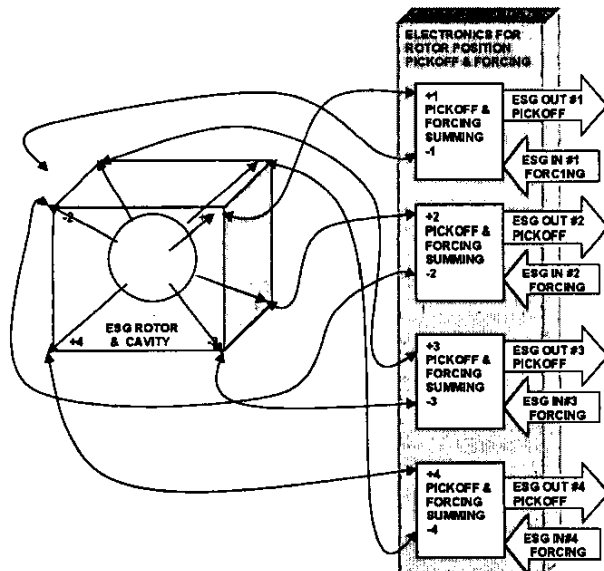 ELECTRONICS FOR
ROTOR POSITION
PICKOFF & FORCING
+1
PICKOFF &
FORCING
SUMMING
-1
ESG OUT #1
PICKOFF
ESG IN #1
FORC1NG
+2
PICKOFF &
FORCING
SUMMING
-2
ESG OUT #2
PICKOFF
ESG IN #2
FORCING
+3
PICKOFF &
FORCING
SUMMING
-3
ESG OUT #3
PICKOFF
ESG IN#3
FORCING
+4
PICKOFF &
FORCING
SUMMING
-4
ESG OUT #4
PICKOFF
ESG IN#4
FORCING
-2
+4
ESG ROTOR
& CAVITY
-3